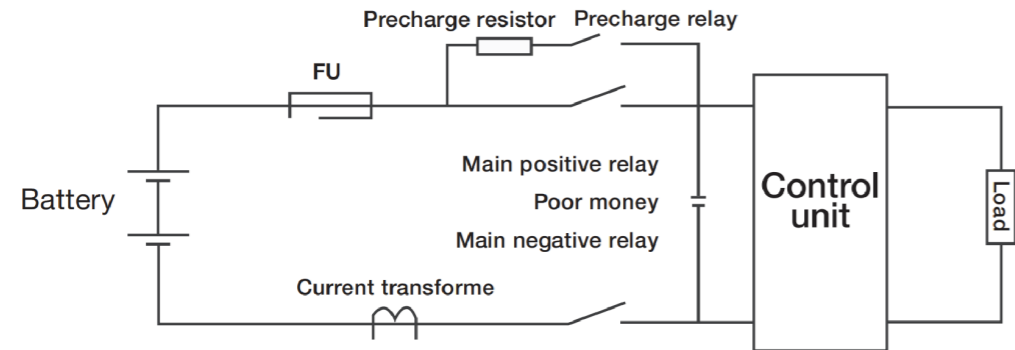 Precharge resistor
Precharge relay
FU
Main positive relay
Battery
Poor money
Main negative relay
Control
unit
Load
Current transforme